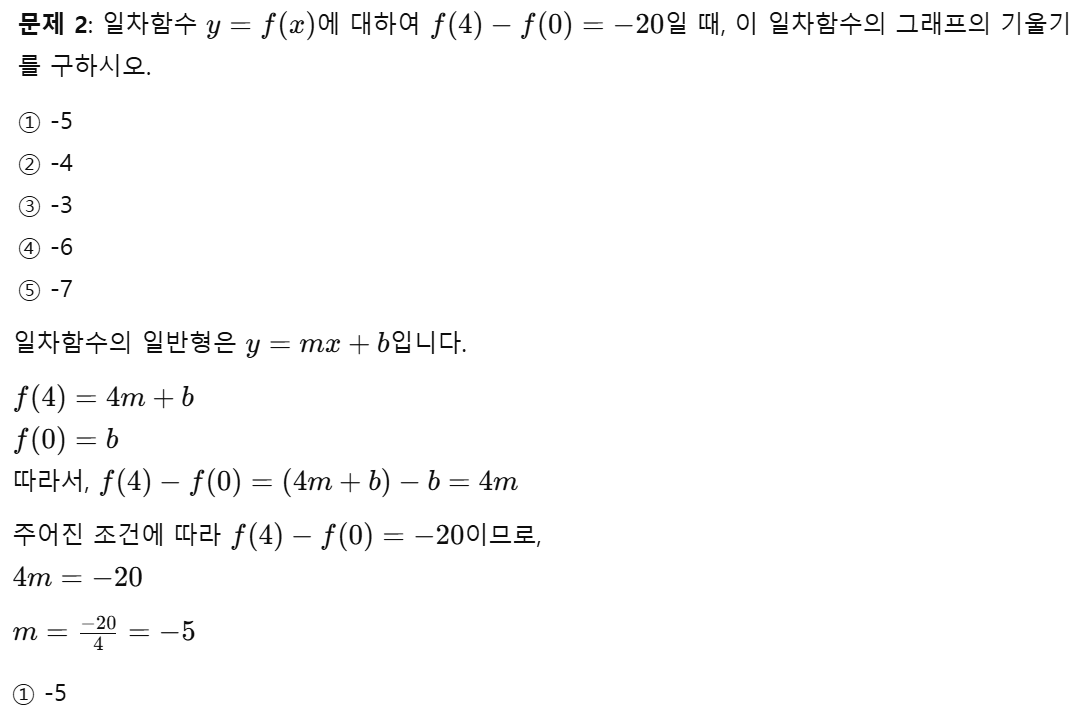 문제 2: 일차함수 y = f(x)에 대하여 f(4) − f(0) = −20일 때, 이 일차함수의 그래프의 기울기
를 구하시오.
① -5
② -4
③ -3
④ -6
⑤ -7
일차함수의 일반형은 y = mx + b입니다.
f(4) = 4m + b
f(0) = b
따라서, f(4) − f(0) = (4m + b) − b = 4m
주어진 조건에 따라 f(4) − f(0) = −20이므로,
4m = −20
m = \frac{−20}{4} = −5
① -5